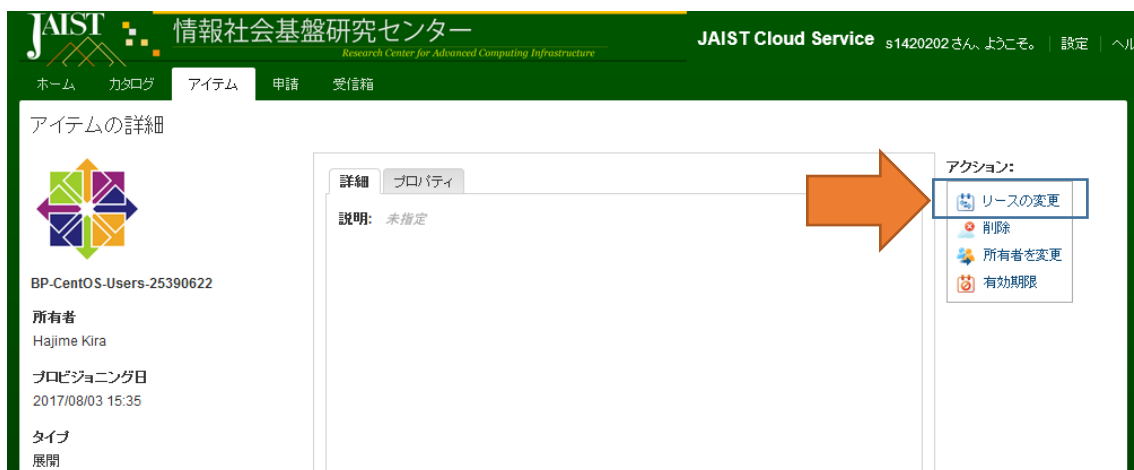 JAIST
情報社会基盤研究センター
Research Center for Advanced Computing Infrastructure
JAIST Cloud Service s1420202 さん、ようこそ。 | 設定 | ヘル
ホーム カタログ アイテム 申請 受信箱
アイテムの詳細
BP-CentOS-Users-25390622
所有者
Hajime Kira
プロビジョニング日
2017/08/03 15:35
タイプ
展開
詳細 プロパティ
説明: 未指定
アクション:
リースの変更
削除
所有者を変更
有効期限